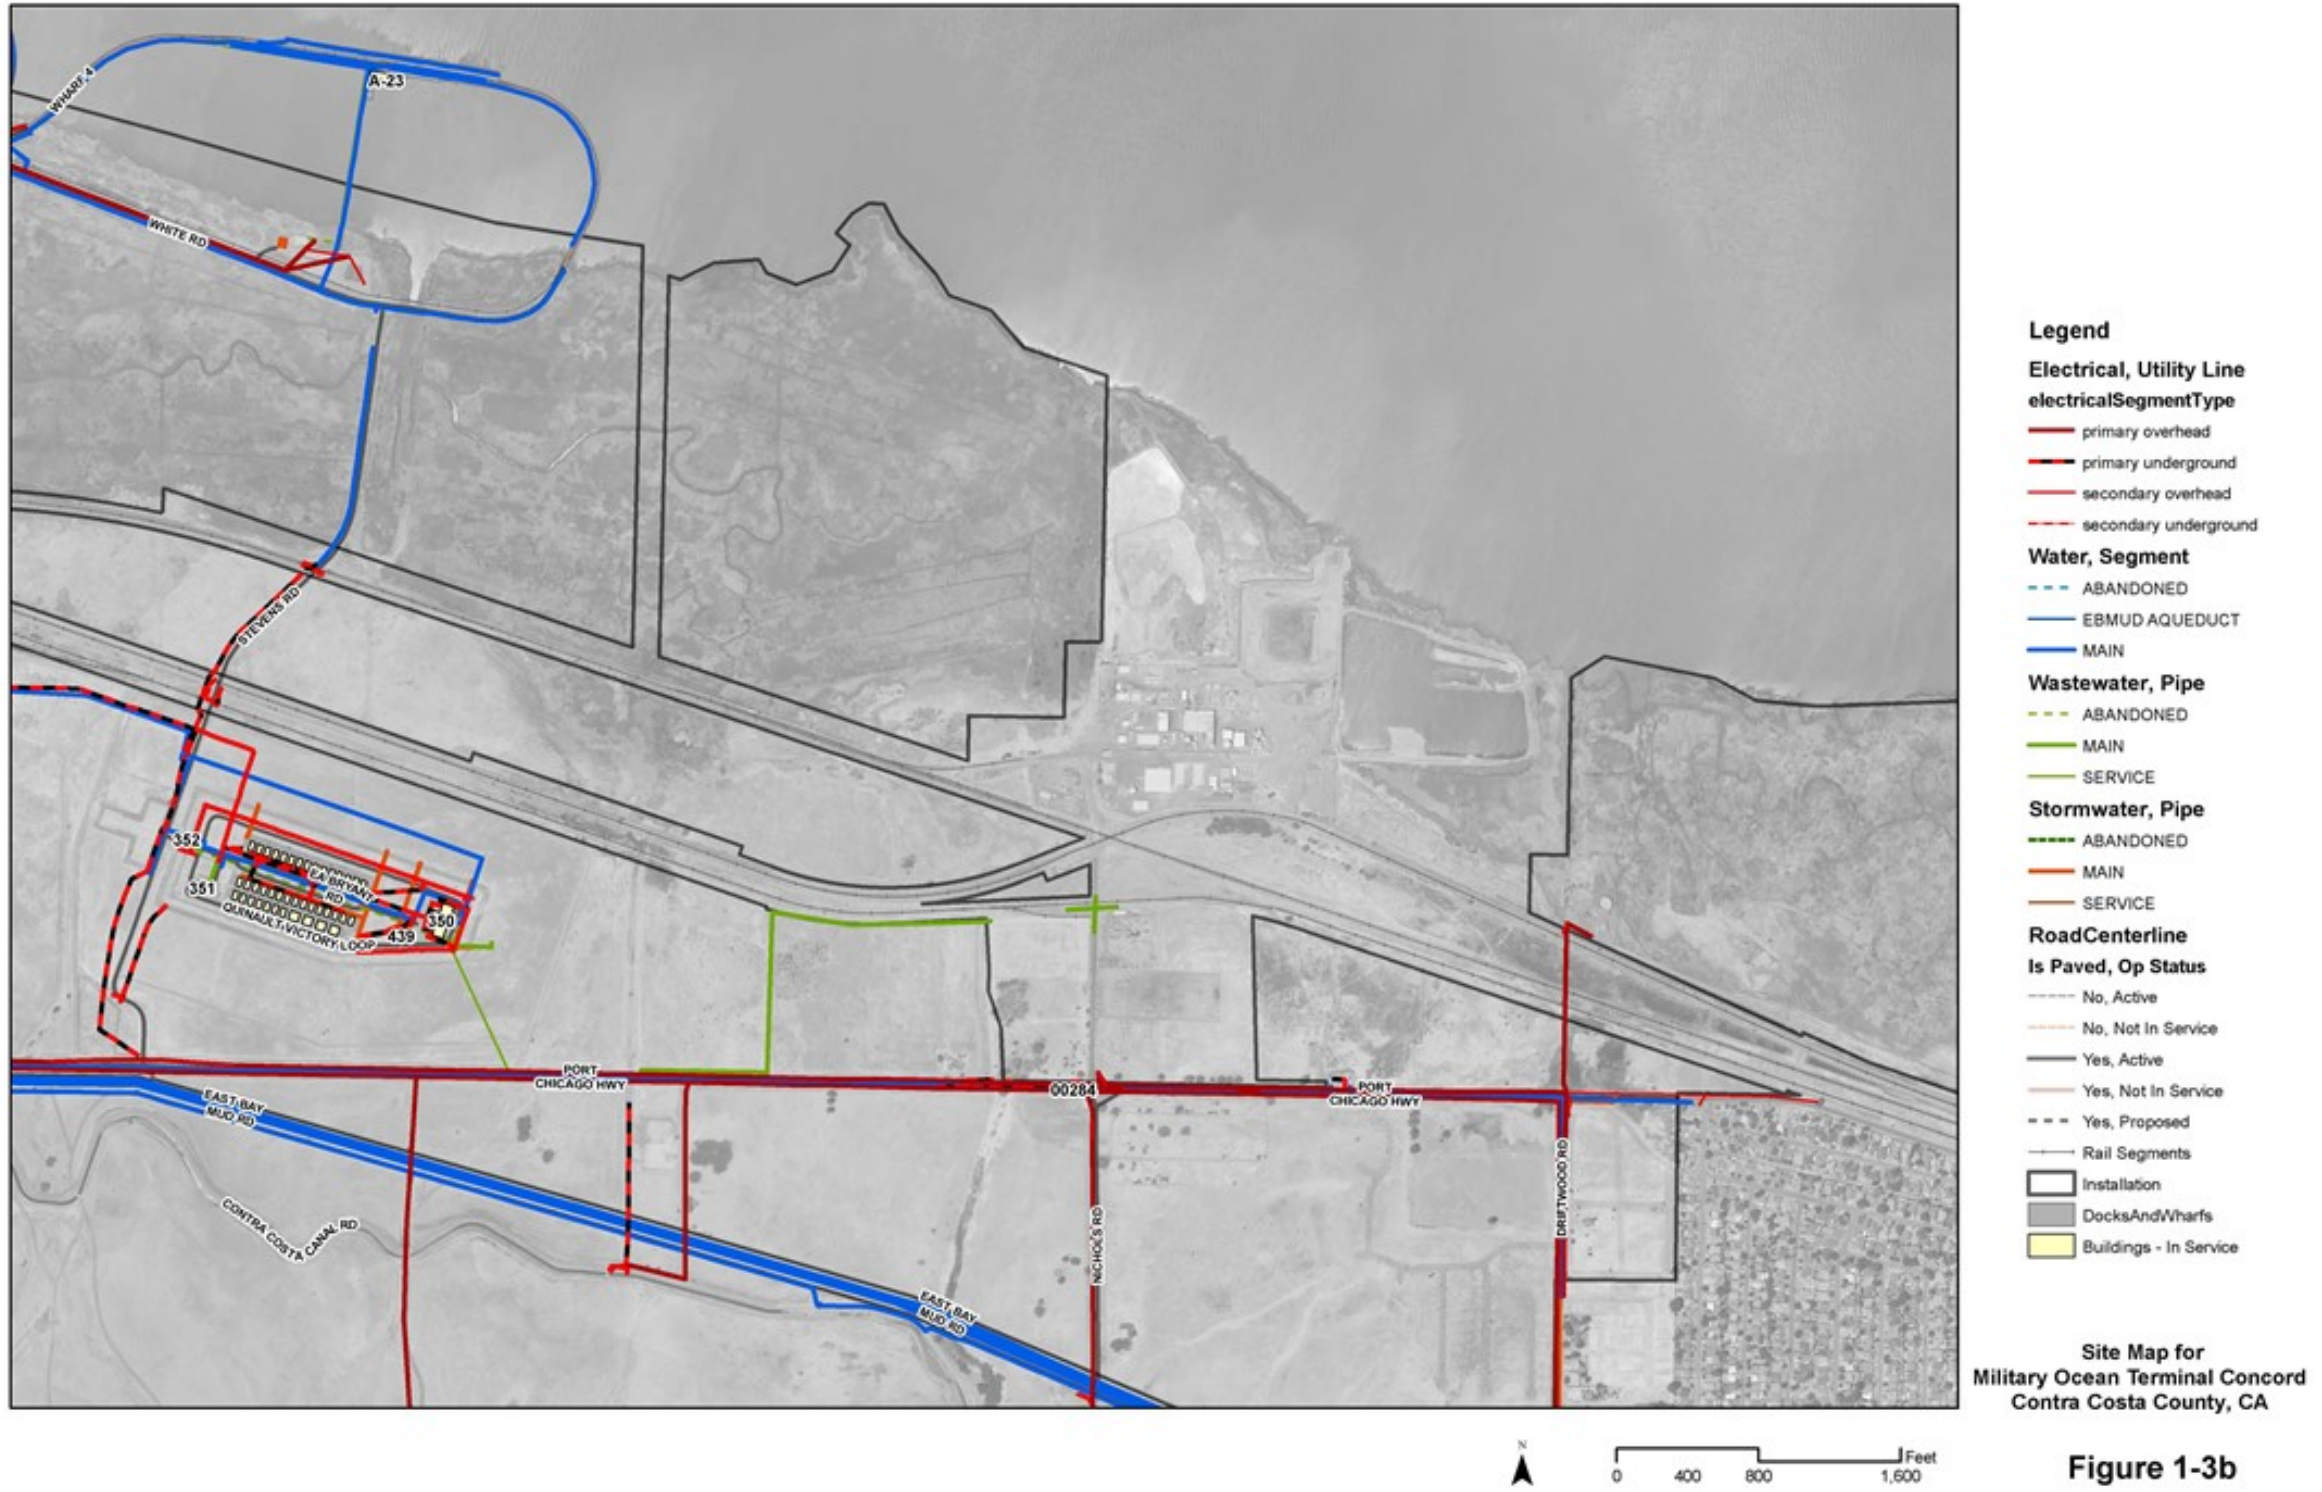 WHARF 4
A-23
WHITE RD
STEVENS RD
352
351
EA BRYANT
RD
350
439
QUINAULT VICTORY LOOP
PORT
CHICAGO HWY
00284
PORT
CHICAGO HWY
EAST BAY
MUD RD
CONTRA COSTA CANAL RD
NICHOLS RD
DRIFTWOOD RD
EAST BAY
MUD RD
Legend
Electrical, Utility Line
electricalSegmentType
primary overhead
primary underground
secondary overhead
secondary underground
Water, Segment
ABANDONED
EBMUD AQUEDUCT
MAIN
Wastewater, Pipe
ABANDONED
MAIN
SERVICE
Stormwater, Pipe
ABANDONED
MAIN
SERVICE
RoadCenterline
Is Paved, Op Status
No, Active
No, Not In Service
Yes, Active
Yes, Not In Service
Yes, Proposed
Rail Segments
Installation
DocksAndWharfs
Buildings - In Service
Site Map for
Military Ocean Terminal Concord
Contra Costa County, CA
N
Feet
0 400 800 1,600
Figure 1-3b